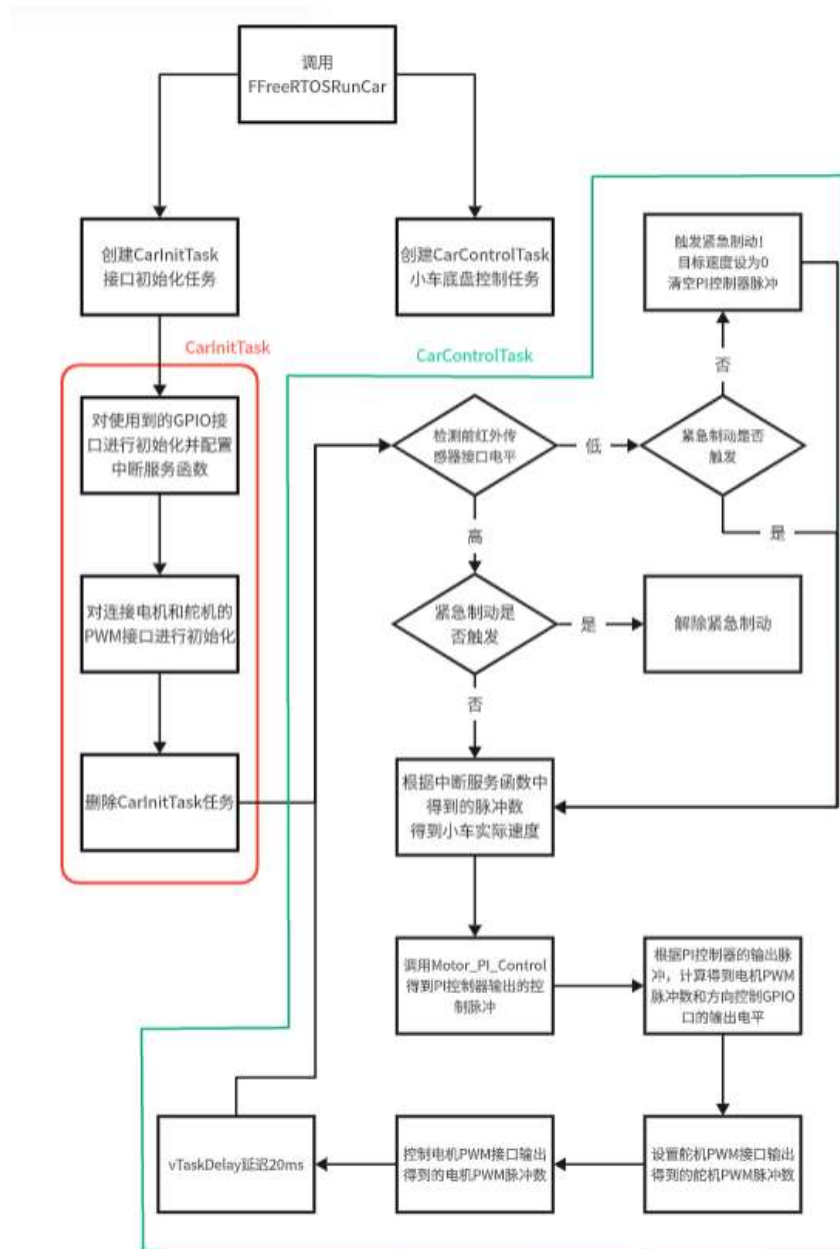 调用
FFreeRTOSRunCar
创建CarInitTask
接口初始化任务
创建CarControlTask
小车底盘控制任务
触发紧急制动!
目标速度设为0
清空PI控制器脉冲
CarInitTask
CarControlTask
否
对使用到的GPIO接
口进行初始化并配置
中断服务函数
检测前红外传
感器接口电平
低
紧急制动是否
触发
是
高
对连接电机和舵机的
PWM接口进行初始化
紧急制动是
否触发
是
解除紧急制动
否
删除CarInitTask任务
根据中断服务函数中
得到的脉冲数
得到小车实际速度
调用Motor_PI_Control
得到PI控制器输出的控
制脉冲
根据PI控制器的输出脉
冲，计算得到电机PWM
脉冲数和方向控制GPIO
口的输出电平
vTaskDelay延迟20ms
控制电机PWM接口输出
得到的电机PWM脉冲数
设置舵机PWM接口输出
得到的舵机PWM脉冲数